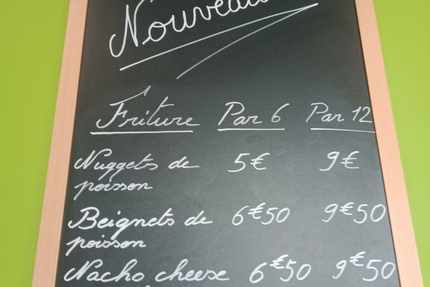 Friture Par 6 Par 12
Nuggets de 5€ 9€
poisson
Beignets de 6€50 9€50
poisson
Nacho cheese 6€50 9€50